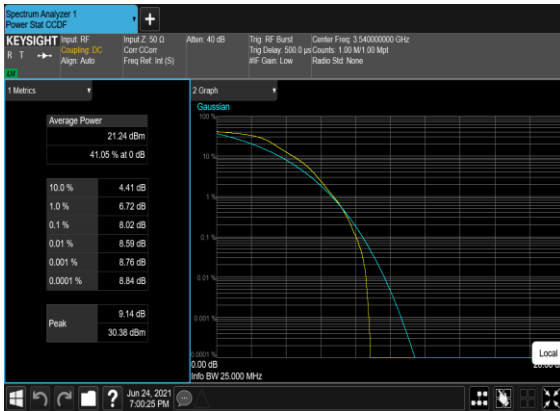 Spectrum Analyzer 1
Power Stat CCDF
+
KEYSIGHT
R T
LXI
Input: RF
Coupling: DC
Align: Auto
Input Z: 50 Ω
Corr CCorr
Freq Ref: Int (S)
Atten: 40 dB
Trig: RF Burst
Trig Delay: 500.0 µs
#IF Gain: Low
Center Freq: 3.540000000 GHz
Counts: 1.00 M/1.00 Mpt
Radio Std: None
1 Metrics
Average Power
21.24 dBm
41.05 % at 0 dB
10.0 % 4.41 dB
1.0 % 6.72 dB
0.1 % 8.02 dB
0.01 % 8.59 dB
0.001 % 8.76 dB
0.0001 % 8.84 dB
Peak
9.14 dB
30.38 dBm
2 Graph
Gaussian
100 %
10 %
1 %
0.1 %
0.01 %
0.001 %
0.0001 %
0.00 dB
Info BW 25.000 MHz
Local
?
Jun 24, 2021
7:00:25 PM